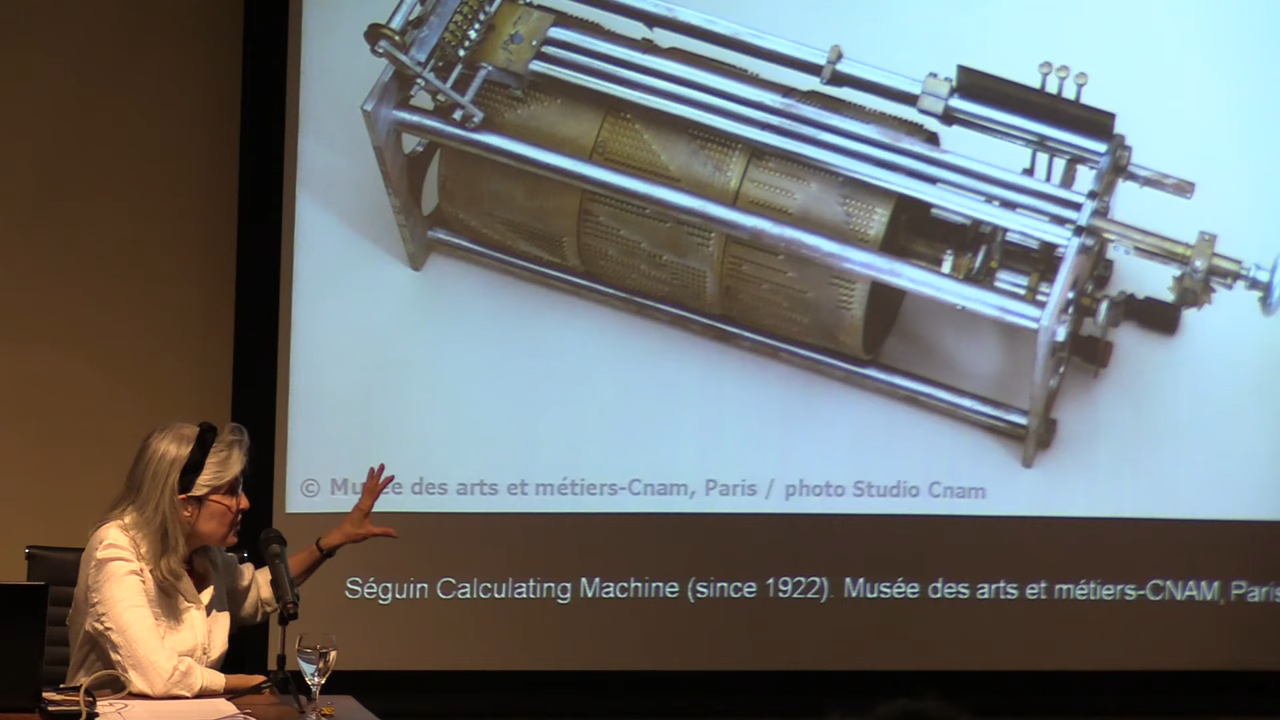 © Musée des arts et métiers-Cnam, Paris / photo Studio Cnam
Séguin Calculating Machine (since 1922). Musée des arts et métiers-CNAM, Paris